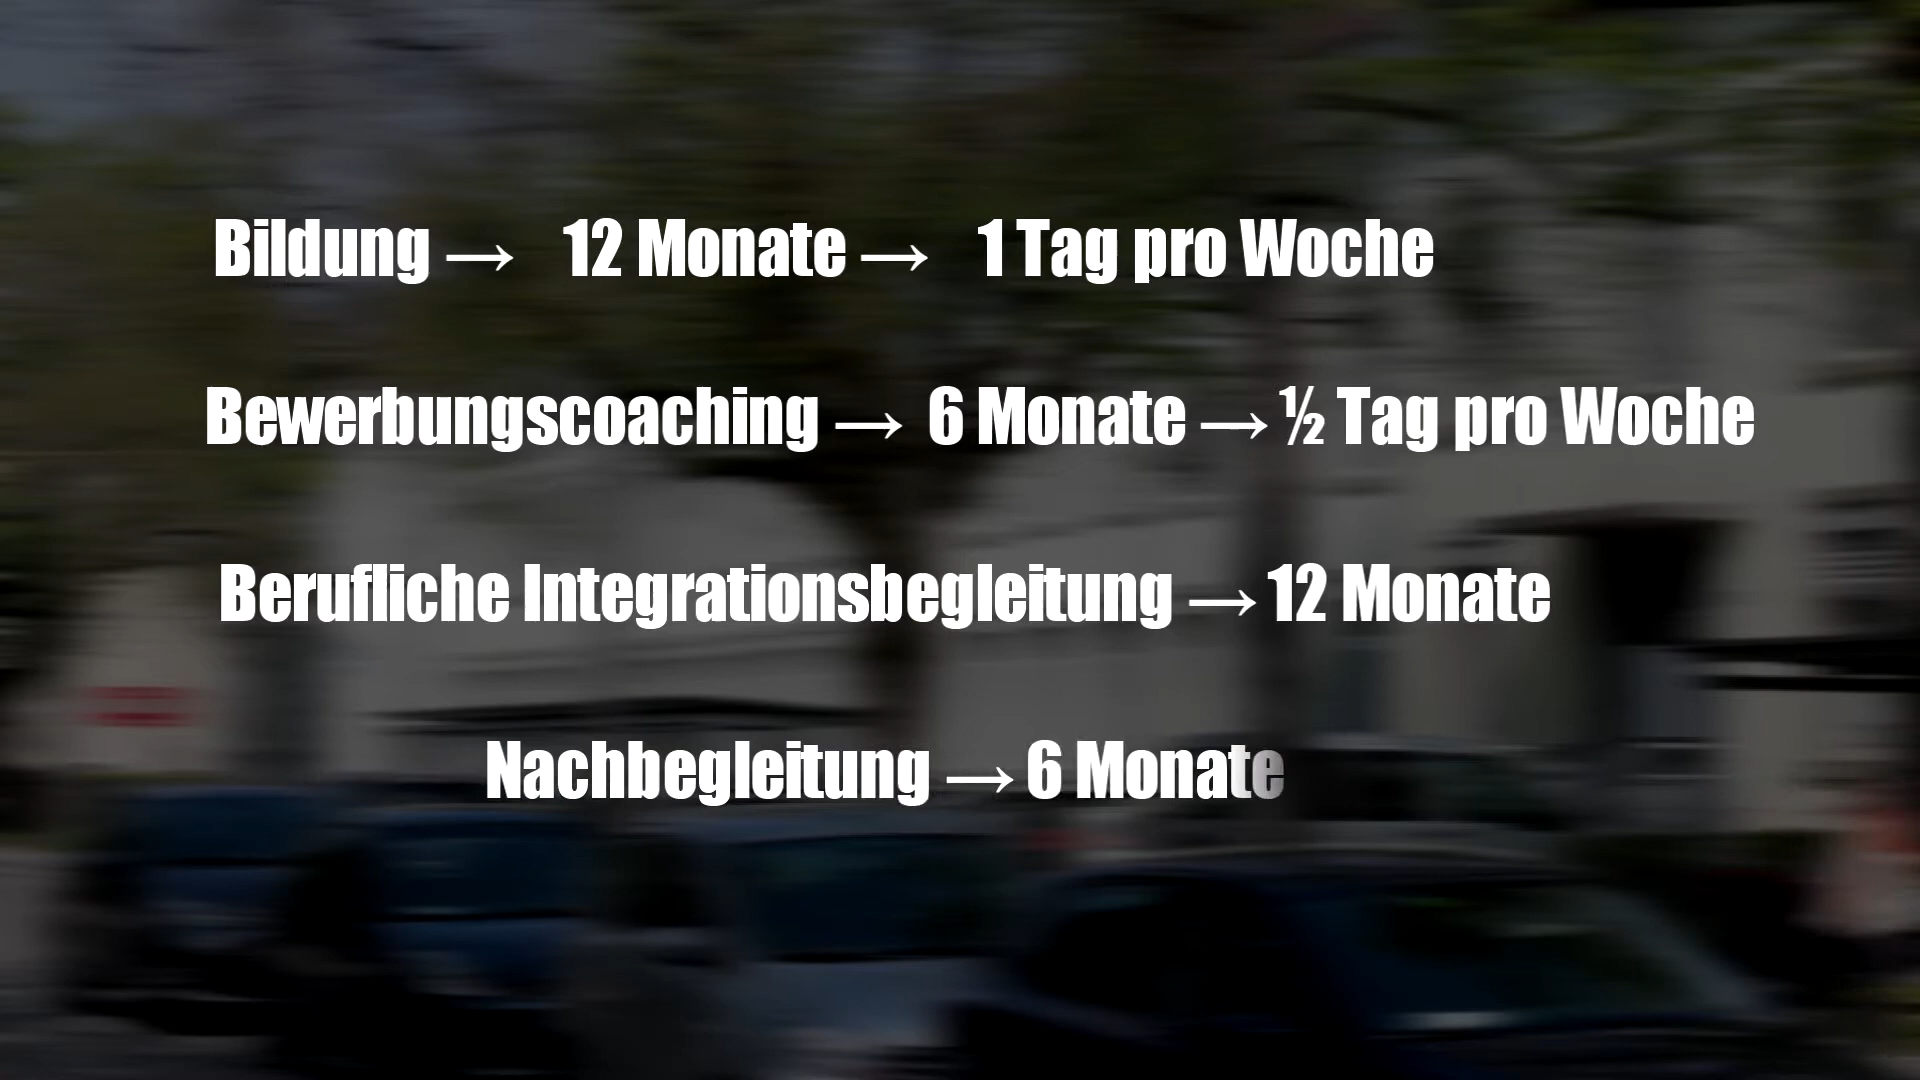 Bildung → 12 Monate → 1 Tag pro Woche
Bewerbungscoaching → 6 Monate → ½ Tag pro Woche
Berufliche Integrationsbegleitung → 12 Monate
Nachbegleitung → 6 Monate